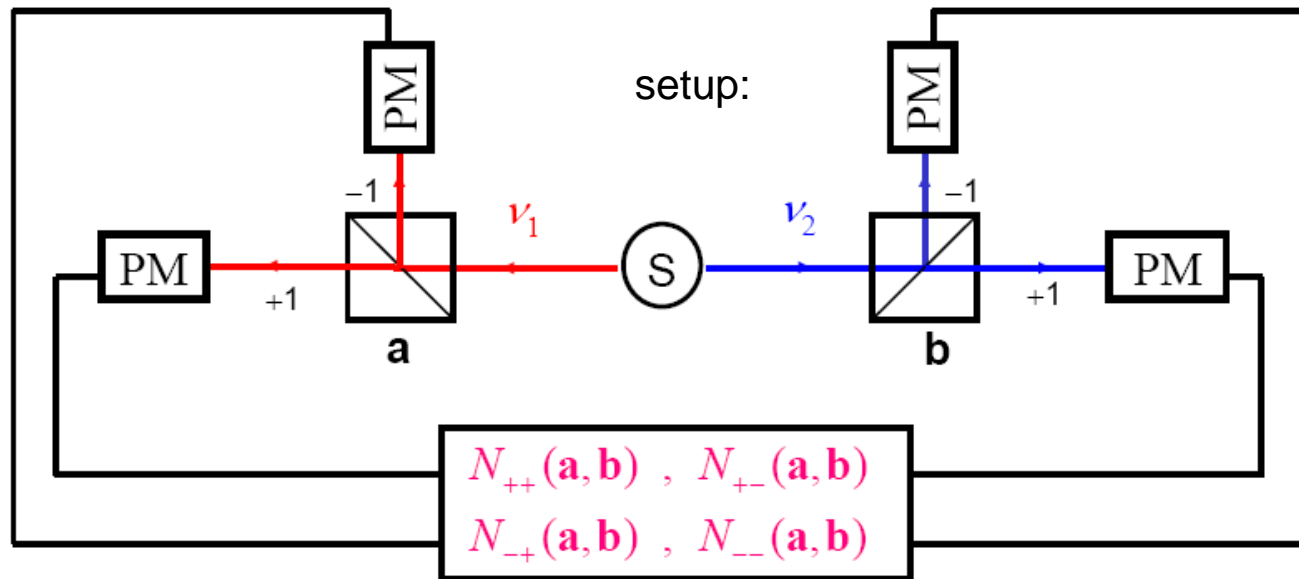 PM
PM
setup:
−1
−1
ν₁
ν₂
PM
S
PM
+1
+1
a
b
N₊₊(a,b) , N₊₋(a,b)
N₋₊(a,b) , N₋₋(a,b)